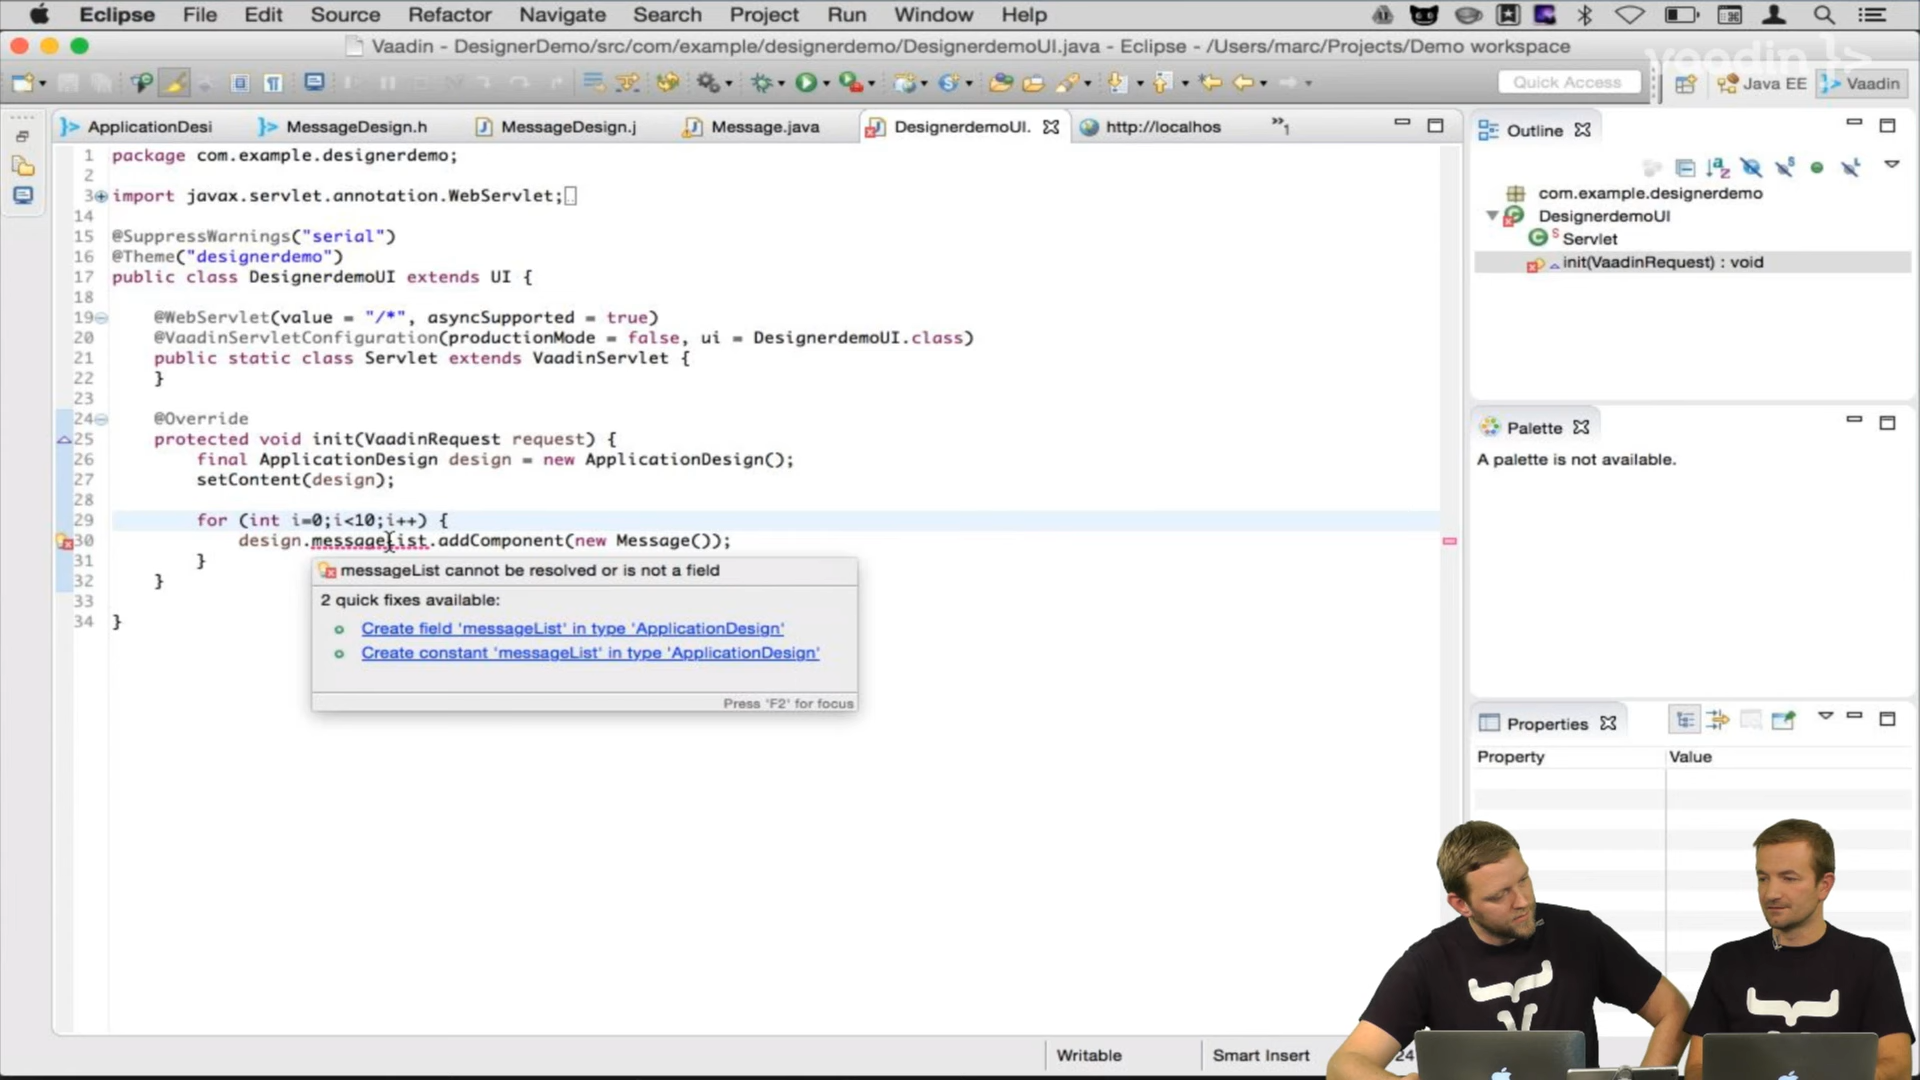 Eclipse File Edit Source Refactor Navigate Search Project Run Window Help
Vaadin - DesignerDemo/src/com/example/designerdemo/DesignerdemoUI.java - Eclipse - /Users/marc/Projects/Demo workspace
vaadin }>
Quick Access
Java EE
Vaadin
ApplicationDesi
MessageDesign.h
MessageDesign.j
Message.java
DesignerdemoUI.
http://localhos
»1
1 package com.example.designerdemo;
2
3 import javax.servlet.annotation.WebServlet;
14
15 @SuppressWarnings("serial")
16 @Theme("designerdemo")
17 public class DesignerdemoUI extends UI {
18
19 @WebServlet(value = "/*", asyncSupported = true)
20 @VaadinServletConfiguration(productionMode = false, ui = DesignerdemoUI.class)
21 public static class Servlet extends VaadinServlet {
22 }
23
24 @Override
25 protected void init(VaadinRequest request) {
26 final ApplicationDesign design = new ApplicationDesign();
27 setContent(design);
28
29 for (int i=0;i<10;i++) {
30 design.messageList.addComponent(new Message());
31 }
32 }
33
34 }
messageList cannot be resolved or is not a field
2 quick fixes available:
Create field 'messageList' in type 'ApplicationDesign'
Create constant 'messageList' in type 'ApplicationDesign'
Press 'F2' for focus
Outline
com.example.designerdemo
DesignerdemoUI
S Servlet
init(VaadinRequest) : void
Palette
A palette is not available.
Properties
Property Value
Writable
Smart Insert
24